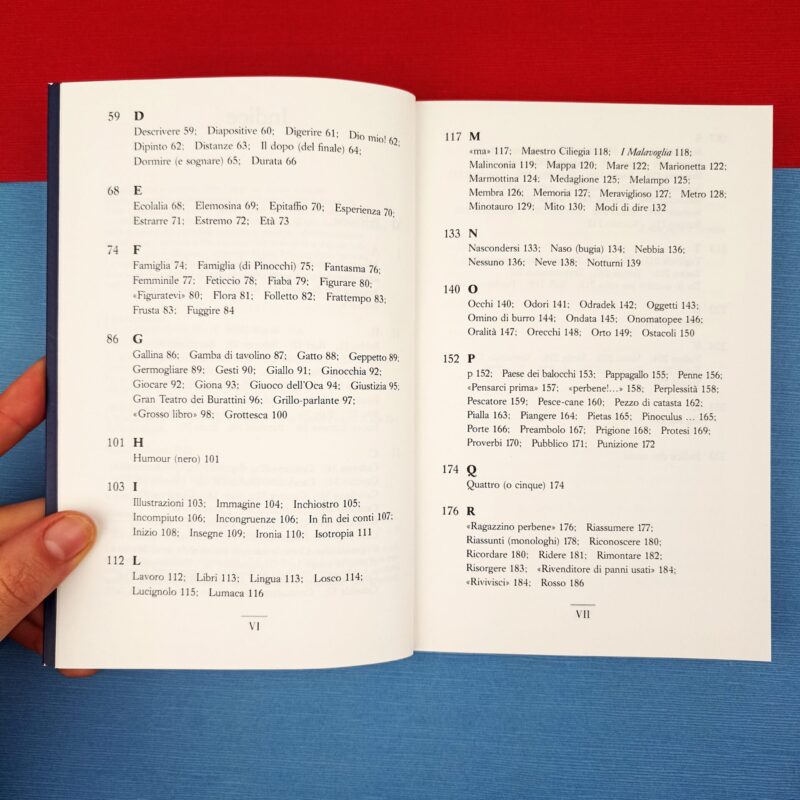 59 D
Descrivere 59; Diapositive 60; Digerire 61; Dio mio! 62;
Dipinto 62; Distanze 63; Il dopo (del finale) 64;
Dormire (e sognare) 65; Durata 66
68 E
Ecolalia 68; Elemosina 69; Epitaffio 70; Esperienza 70;
Estrarre 71; Estremo 72; Età 73
74 F
Famiglia 74; Famiglia (di Pinocchi) 75; Fantasma 76;
Femminile 77; Feticcio 78; Fiaba 79; Figurare 80;
«Figuratevi» 80; Flora 81; Folletto 82; Frattempo 83;
Frusta 83; Fuggire 84
86 G
Gallina 86; Gamba di tavolino 87; Gatto 88; Geppetto 89;
Germogliare 89; Gesti 90; Giallo 91; Ginocchia 92;
Giocare 92; Giona 93; Giuoco dell'Oca 94; Giustizia 95;
Gran Teatro dei Burattini 96; Grillo-parlante 97;
«Grosso libro» 98; Grottesca 100
101 H
Humour (nero) 101
103 I
Illustrazioni 103; Immagine 104; Inchiostro 105;
Incompiuto 106; Incongruenze 106; In fin dei conti 107;
Inizio 108; Insegne 109; Ironia 110; Isotropia 111
112 L
Lavoro 112; Libri 113; Lingua 113; Losco 114;
Lucignolo 115; Lumaca 116
VI
117 M
«ma» 117; Maestro Ciliegia 118; I Malavoglia 118;
Malinconia 119; Mappa 120; Mare 122; Marionetta 122;
Marmottina 124; Medaglione 125; Melampo 125;
Membra 126; Memoria 127; Meraviglioso 127; Metro 128;
Minotauro 129; Mito 130; Modi di dire 132
133 N
Nascondersi 133; Naso (bugia) 134; Nebbia 136;
Nessuno 136; Neve 138; Notturni 139
140 O
Occhi 140; Odori 141; Odradek 142; Oggetti 143;
Omino di burro 144; Ondata 145; Onomatopee 146;
Oralità 147; Orecchi 148; Orto 149; Ostacoli 150
152 P
p 152; Paese dei balocchi 153; Pappagallo 155; Penne 156;
«Pensarci prima» 157; «perbene!…» 158; Perplessità 158;
Pescatore 159; Pesce-cane 160; Pezzo di catasta 162;
Pialla 163; Piangere 164; Pietas 165; Pinoculus … 165;
Porte 166; Preambolo 167; Prigione 168; Protesi 169;
Proverbi 170; Pubblico 171; Punizione 172
174 Q
Quattro (o cinque) 174
176 R
«Ragazzino perbene» 176; Riassumere 177;
Riassunti (monologhi) 178; Riconoscere 180;
Ricordare 180; Ridere 181; Rimontare 182;
Risorgere 183; «Rivenditore di panni usati» 184;
«Rivivisci» 184; Rosso 186
VII